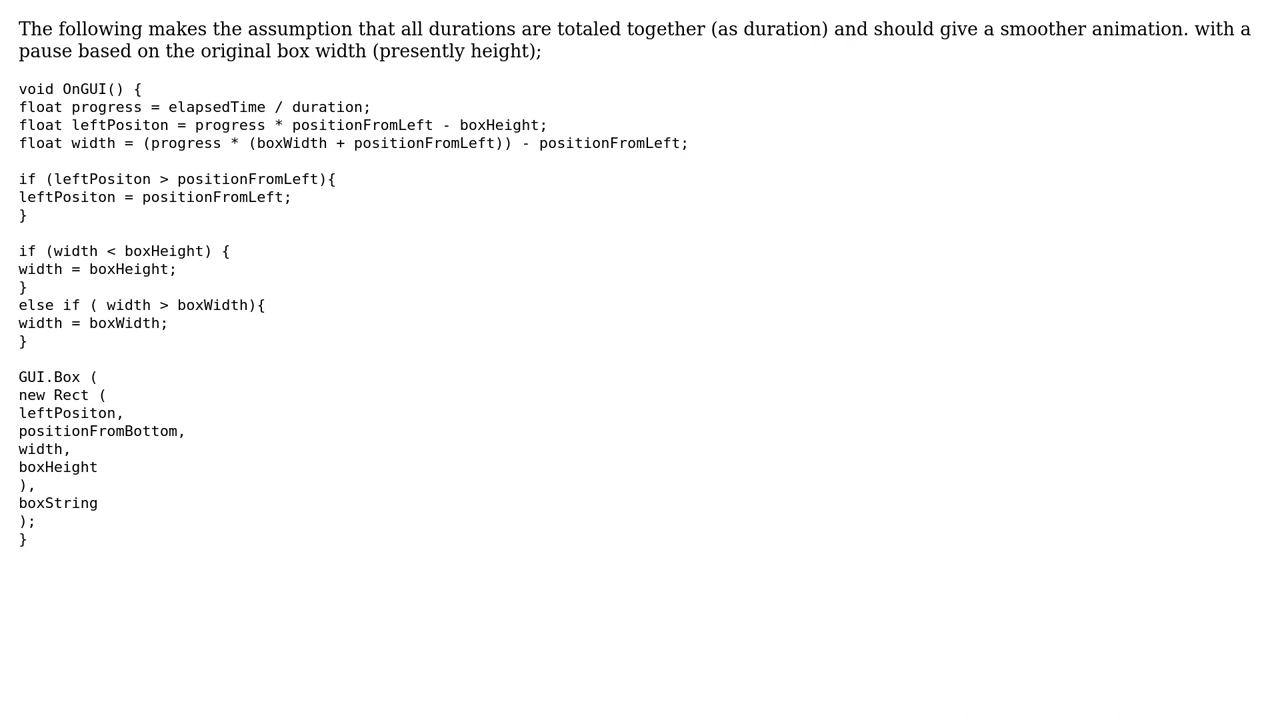 The following makes the assumption that all durations are totaled together (as duration) and should give a smoother animation. with a
pause based on the original box width (presently height);
void OnGUI() {
float progress = elapsedTime / duration;
float leftPositon = progress * positionFromLeft - boxHeight;
float width = (progress * (boxWidth + positionFromLeft)) - positionFromLeft;
if (leftPositon > positionFromLeft){
leftPositon = positionFromLeft;
}
if (width < boxHeight) {
width = boxHeight;
}
else if ( width > boxWidth){
width = boxWidth;
}
GUI.Box (
new Rect (
leftPositon,
positionFromBottom,
width,
boxHeight
),
boxString
);
}